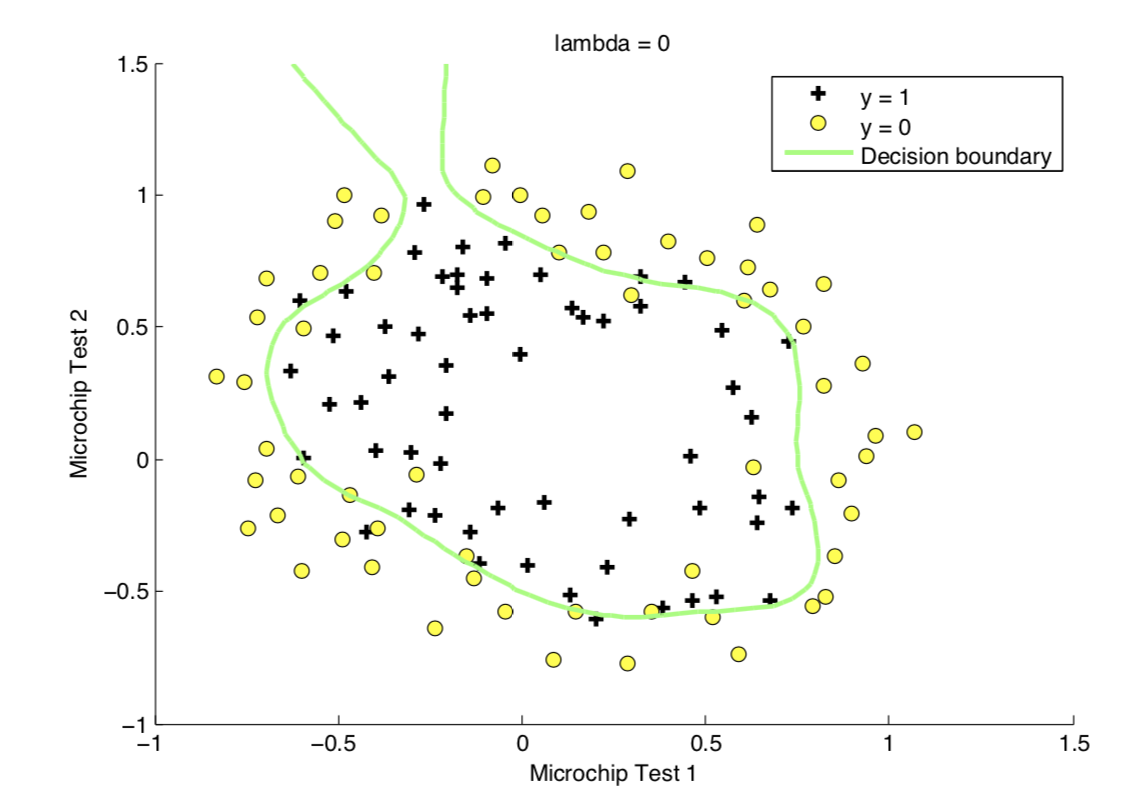 lambda = 0
1.5
1
0.5
0
−0.5
−1
Microchip Test 2
y = 1
y = 0
Decision boundary
−1
−0.5
0
0.5
1
1.5
Microchip Test 1